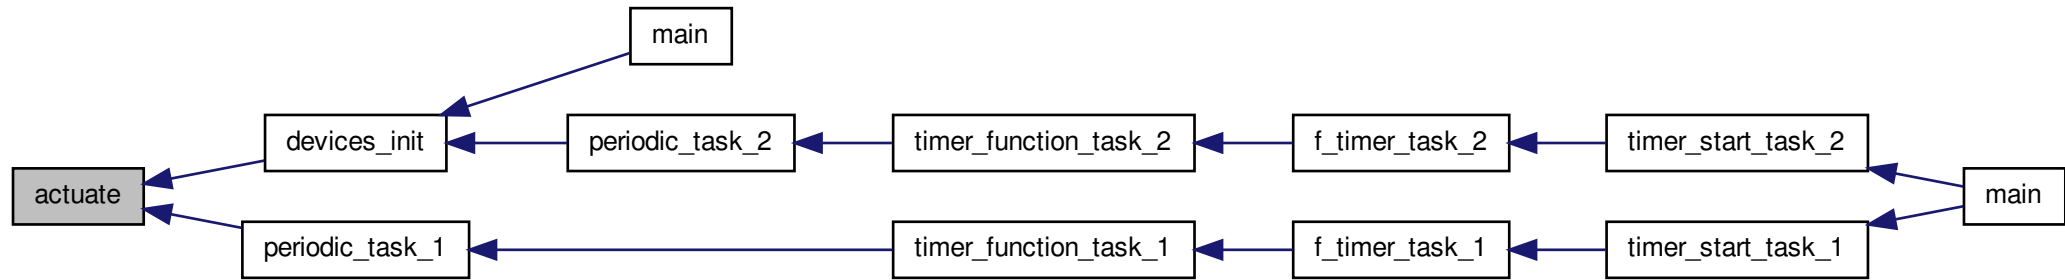 main
devices_init
periodic_task_2
timer_function_task_2
f_timer_task_2
timer_start_task_2
actuate
main
periodic_task_1
timer_function_task_1
f_timer_task_1
timer_start_task_1